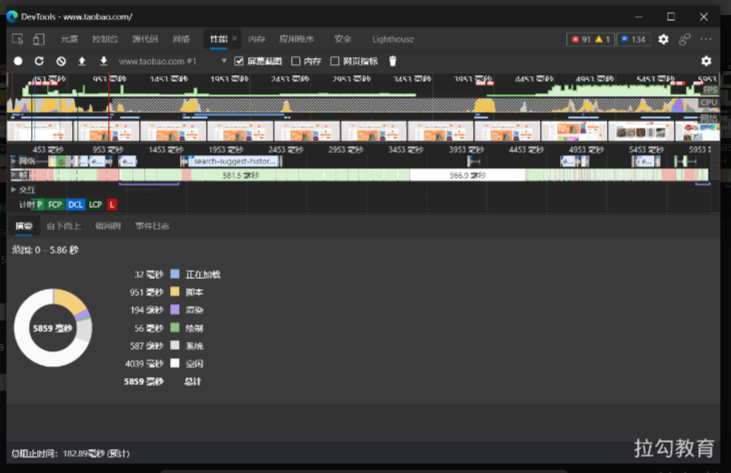 DevTools - www.taobao.com/
元素 控制台 源代码 网络 性能 × 内存 应用程序 安全 Lighthouse 91 1 134
www.taobao.com #1 屏幕截图 内存 网页指标
453 毫秒 953 毫秒 1453 毫秒 1953 毫秒 2453 毫秒 2953 毫秒 3453 毫秒 3953 毫秒 4453 毫秒 4953 毫秒 5453 毫秒 5953
FPS
CPU
网络
453 毫秒 953 毫秒 1453 毫秒 1953 毫秒 2453 毫秒 2953 毫秒 3453 毫秒 3953 毫秒 4453 毫秒 4953 毫秒 5453 毫秒 5953 毫秒
网络 search-suggest-histor...
帧 581.5 毫秒 966.9 毫秒
交互
计时 P FCP DCL LCP L
摘要 自下而上 调用树 事件日志
范围: 0 – 5.86 秒
32 毫秒 正在加载
951 毫秒 脚本
194 毫秒 渲染
5859 毫秒
56 毫秒 绘制
587 毫秒 系统
4039 毫秒 空闲
5859 毫秒 总计
总阻止时间: 182.89毫秒 (预计)
拉勾教育